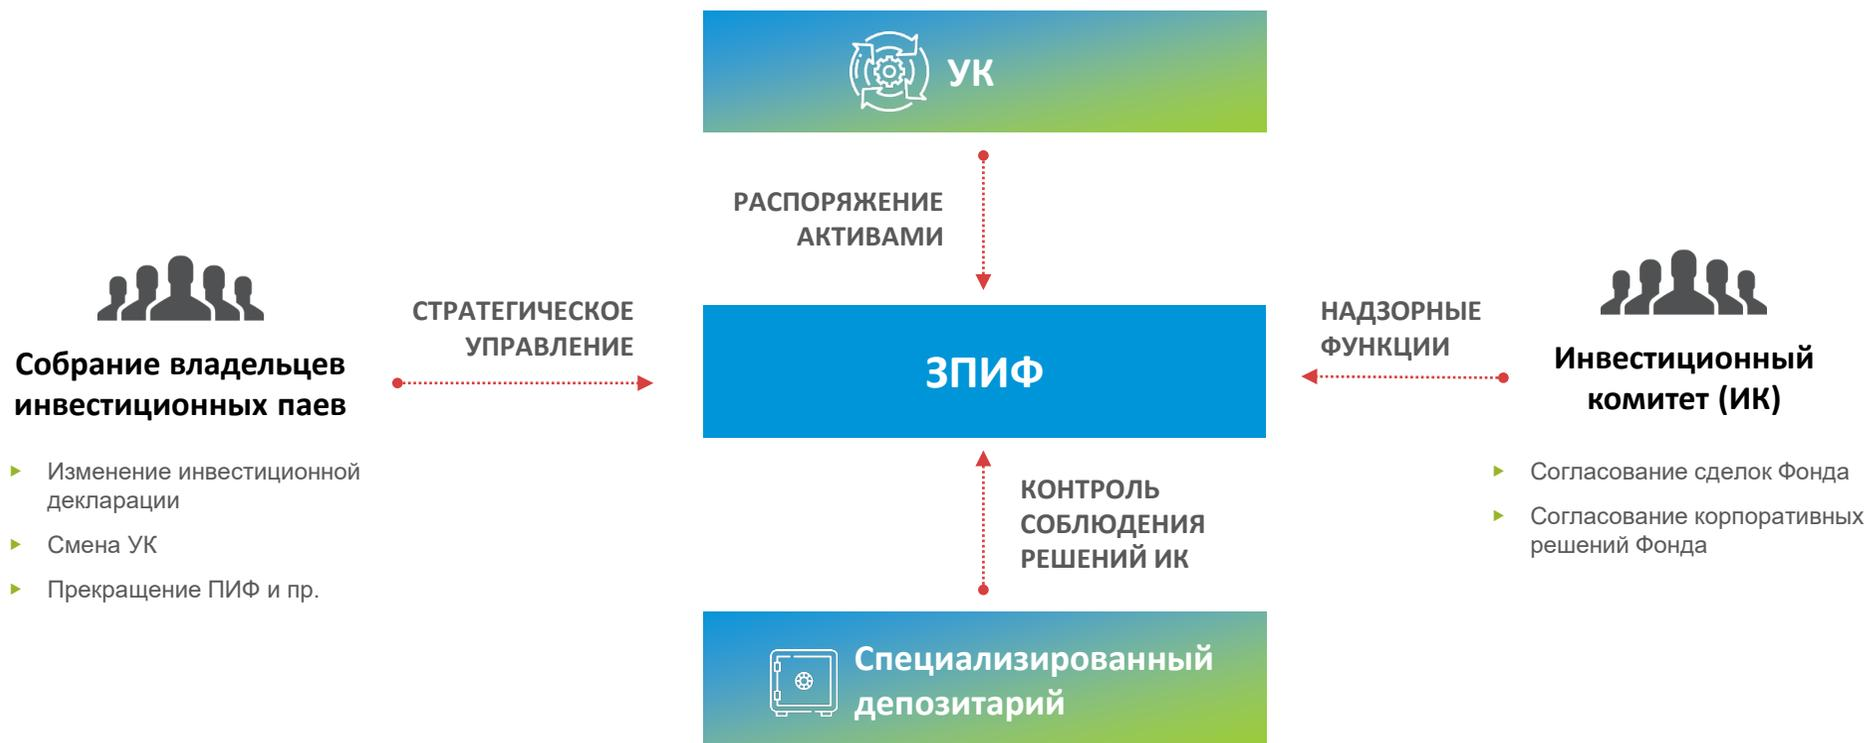 УК
РАСПОРЯЖЕНИЕ
АКТИВАМИ
СТРАТЕГИЧЕСКОЕ
УПРАВЛЕНИЕ
НАДЗОРНЫЕ
ФУНКЦИИ
Собрание владельцев
инвестиционных паев
ЗПИФ
Инвестиционный
комитет (ИК)
Изменение инвестиционной
декларации
Смена УК
Прекращение ПИФ и пр.
КОНТРОЛЬ
СОБЛЮДЕНИЯ
РЕШЕНИЙ ИК
Согласование сделок Фонда
Согласование корпоративных
решений Фонда
Специализированный
депозитарий